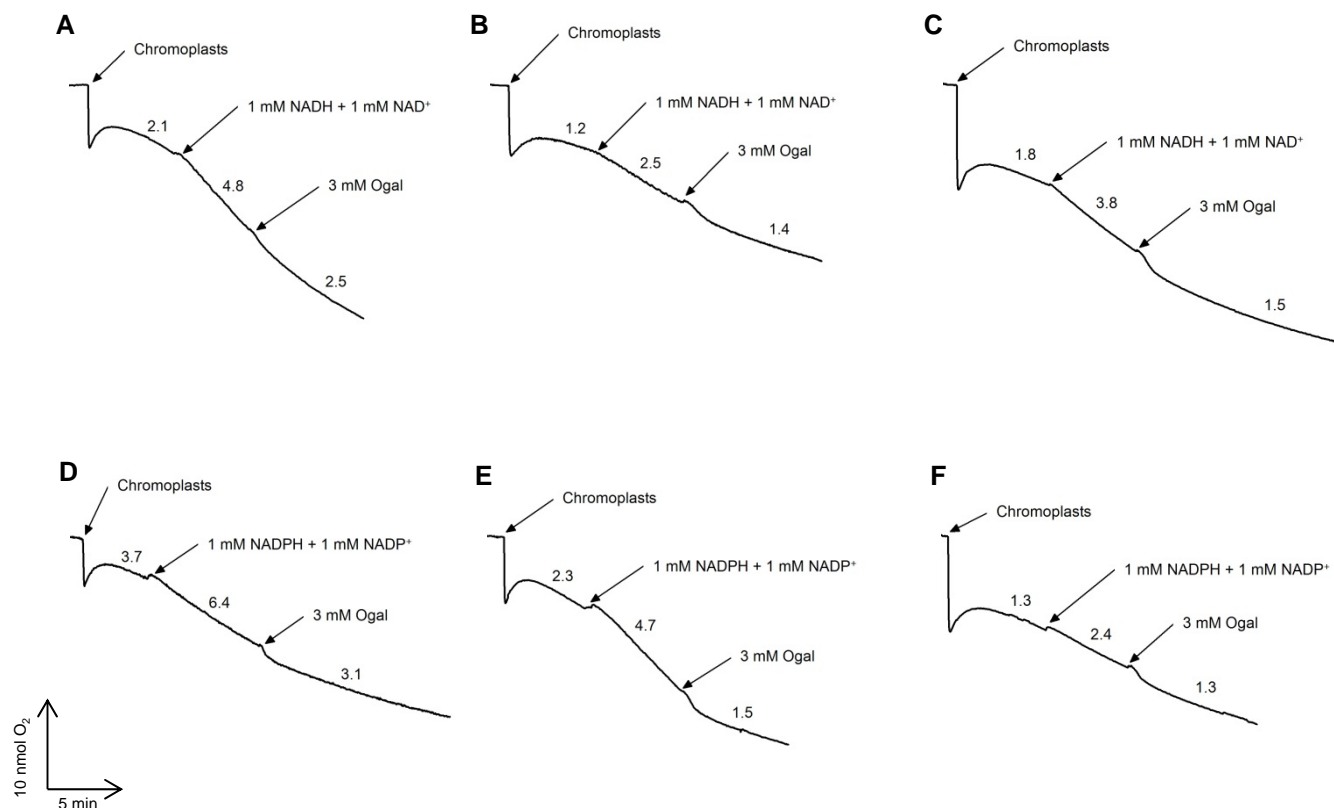 A
Chromoplasts
1 mM NADH + 1 mM NAD⁺
2.1
4.8
3 mM Ogal
2.5
B
Chromoplasts
1 mM NADH + 1 mM NAD⁺
1.2
2.5
3 mM Ogal
1.4
C
Chromoplasts
1 mM NADH + 1 mM NAD⁺
1.8
3.8
3 mM Ogal
1.5
D
Chromoplasts
1 mM NADPH + 1 mM NADP⁺
3.7
6.4
3 mM Ogal
3.1
E
Chromoplasts
1 mM NADPH + 1 mM NADP⁺
2.3
4.7
3 mM Ogal
1.5
F
Chromoplasts
1 mM NADPH + 1 mM NADP⁺
1.3
2.4
3 mM Ogal
1.3
10 nmol O₂
5 min